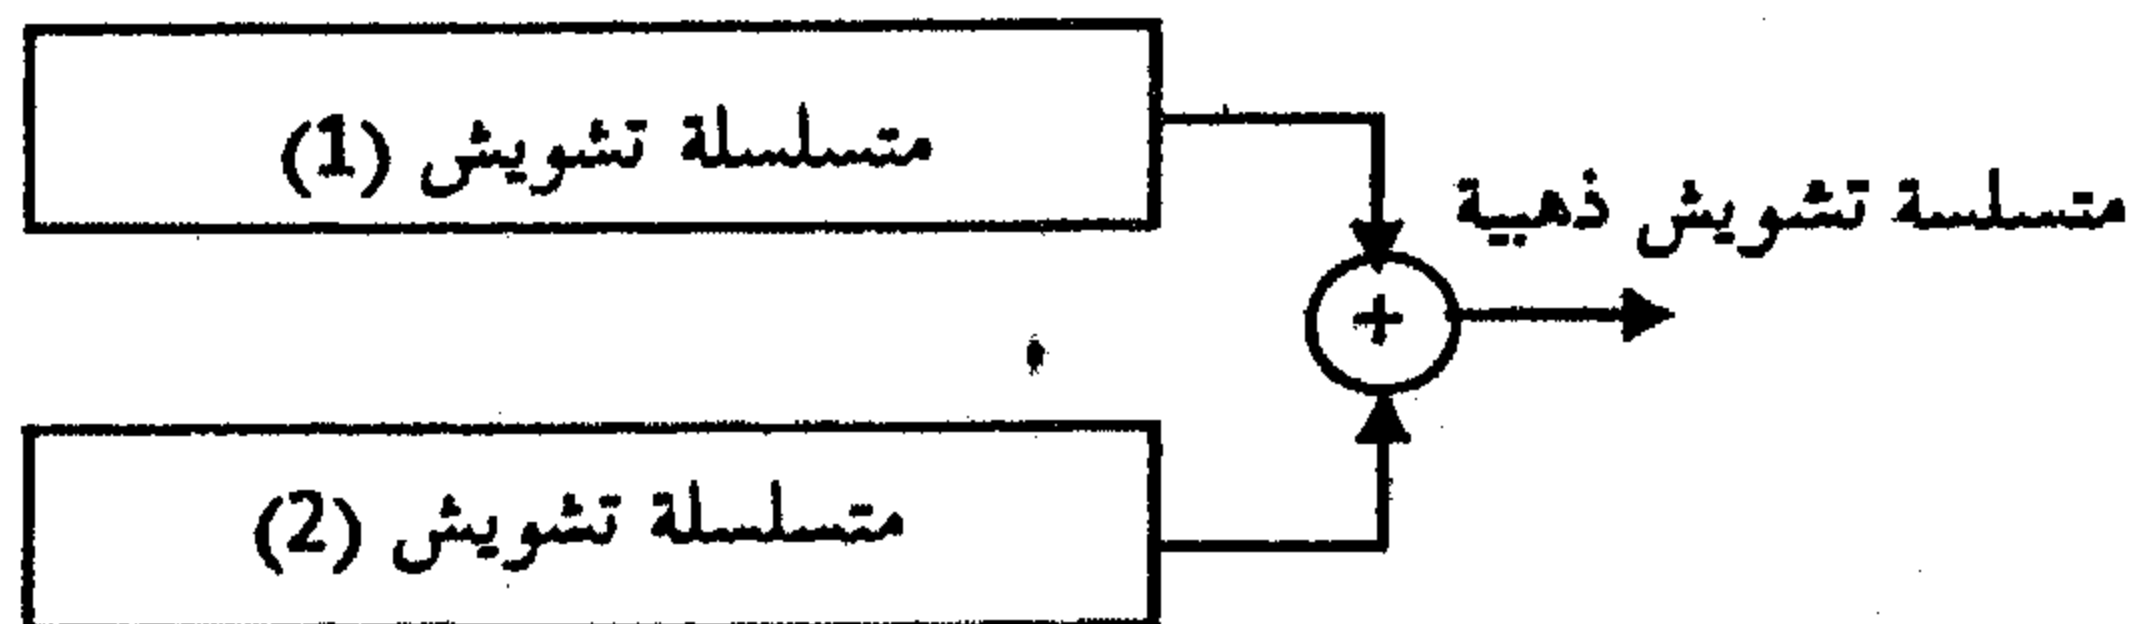 متسلسلة تشويش (1)
متسلسة تشويش ذهبية
+
متسلسلة تشويش (2)